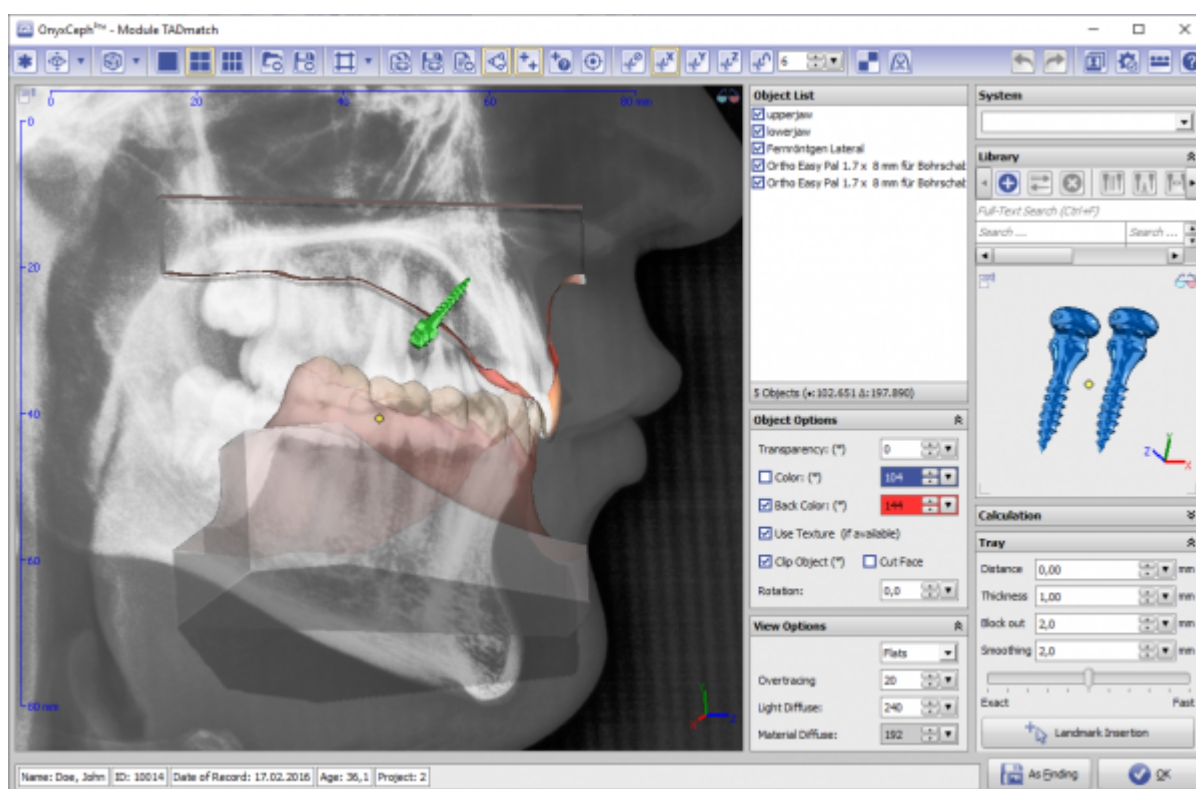 OnyxCeph³™ - Module TADmatch
6
0 20 40 60 80 mm
0
20
40
60
80 mm
Object List
upperjaw
lowerjaw
Fernröntgen Lateral
Ortho Easy Pal 1.7 x 8 mm für Bohrschab
Ortho Easy Pal 1.7 x 8 mm für Bohrschab
5 Objects (•:102.651 Δ:197.890)
Object Options
Transparency: (*) 0
Color: (*) 104
Back Color: (*) 144
Use Texture (if available)
Clip Object (*) Cut Face
Rotation: 0,0
View Options
Flats
Overtracing 20
Light Diffuse: 240
Material Diffuse: 192
System
Library
Full-Text Search (Ctrl+F)
Search .... Search ...
Y
Z
X
Calculation
Tray
Distance 0,00 mm
Thickness 1,00 mm
Block out 2,0 mm
Smoothing 2,0 mm
Exact Fast
Landmark Insertion
Name: Doe, John ID: 10014 Date of Record: 17.02.2016 Age: 36,1 Project: 2
As Finding OK